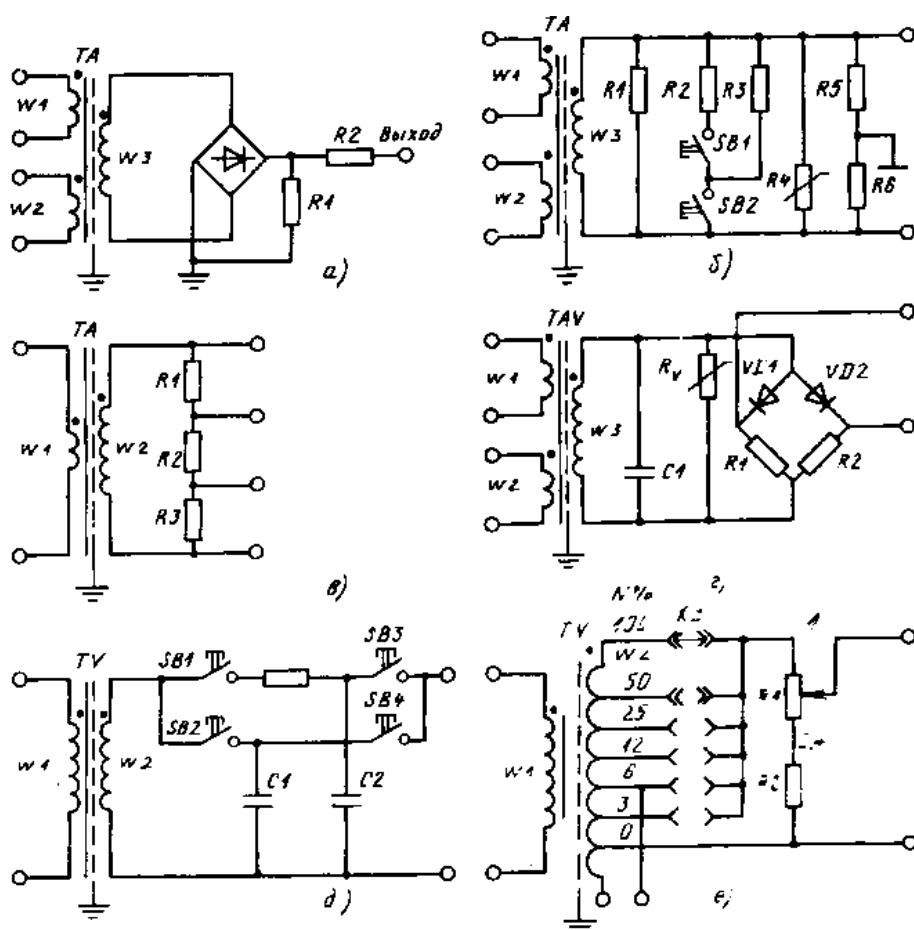 TA
W1
W2
W3
R2
Выход
R1
а)
TA
W1
W2
W3
R1
R2
R3
SB1
SB2
R4
R5
R6
б)
TA
W1
W2
R1
R2
R3
в)
TAV
W1
W2
W3
C1
Rv
VD2
R1
R2
г)
TV
W1
W2
SB1
SB2
SB3
SB4
C1
C2
д)
N%
TV
W1
W2
50
25
12
6
3
0
1
е)